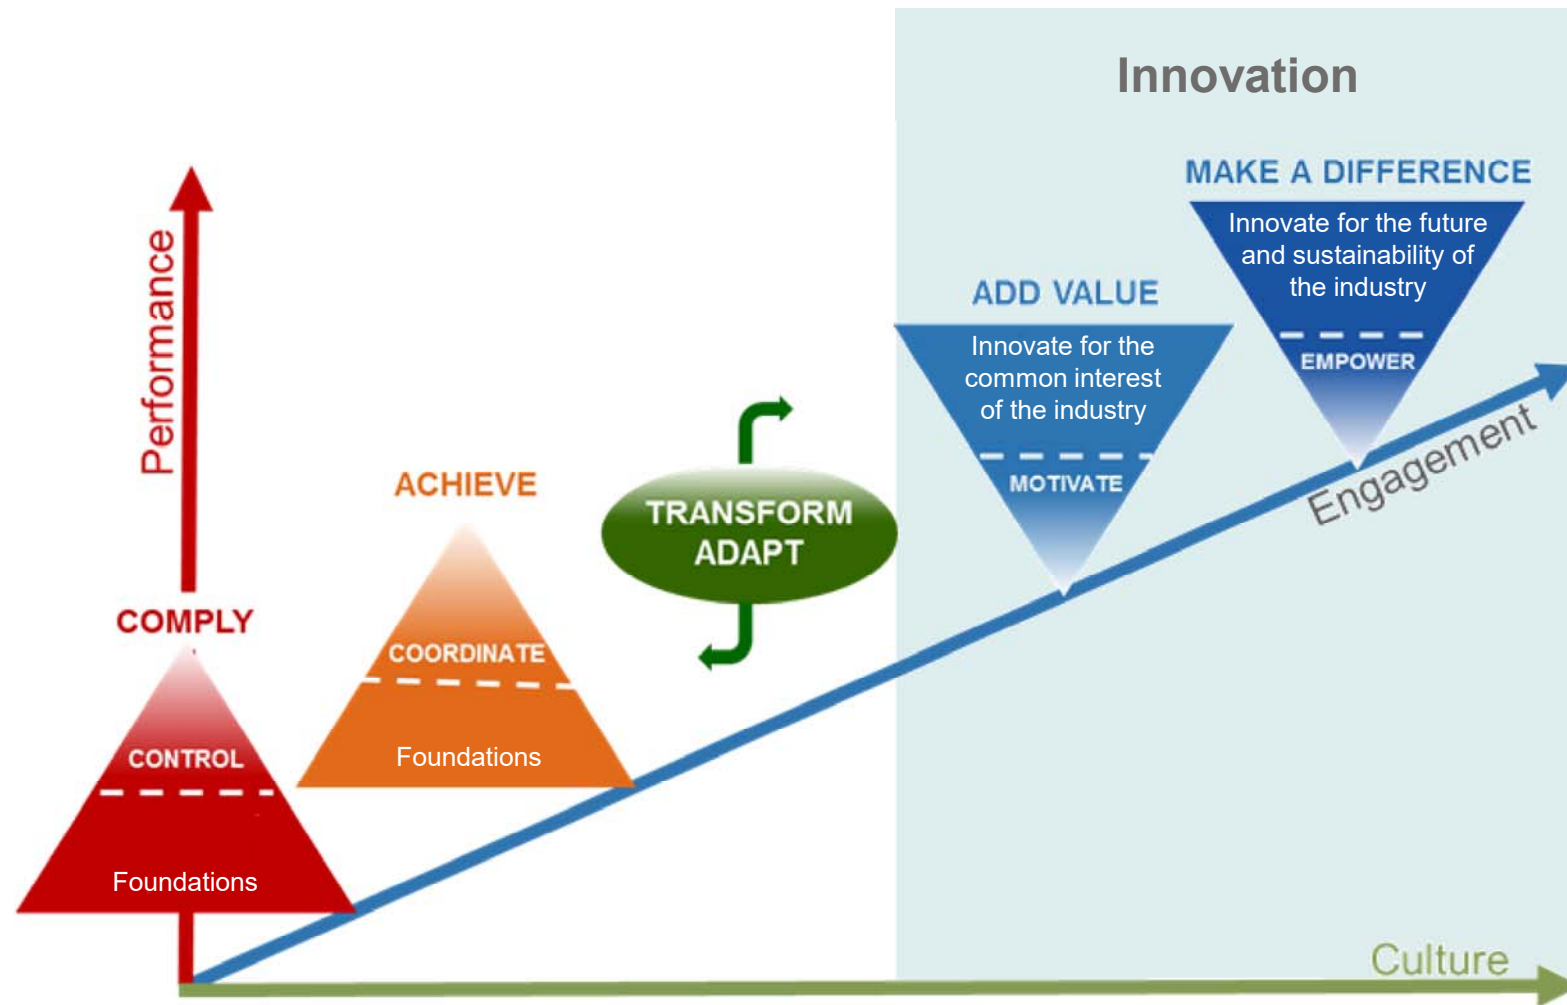 Innovation
MAKE A DIFFERENCE
Innovate for the future
and sustainability of
the industry
EMPOWER
ADD VALUE
Innovate for the
common interest
of the industry
MOTIVATE
Engagement
Performance
ACHIEVE
COORDINATE
Foundations
TRANSFORM
ADAPT
COMPLY
CONTROL
Foundations
Culture